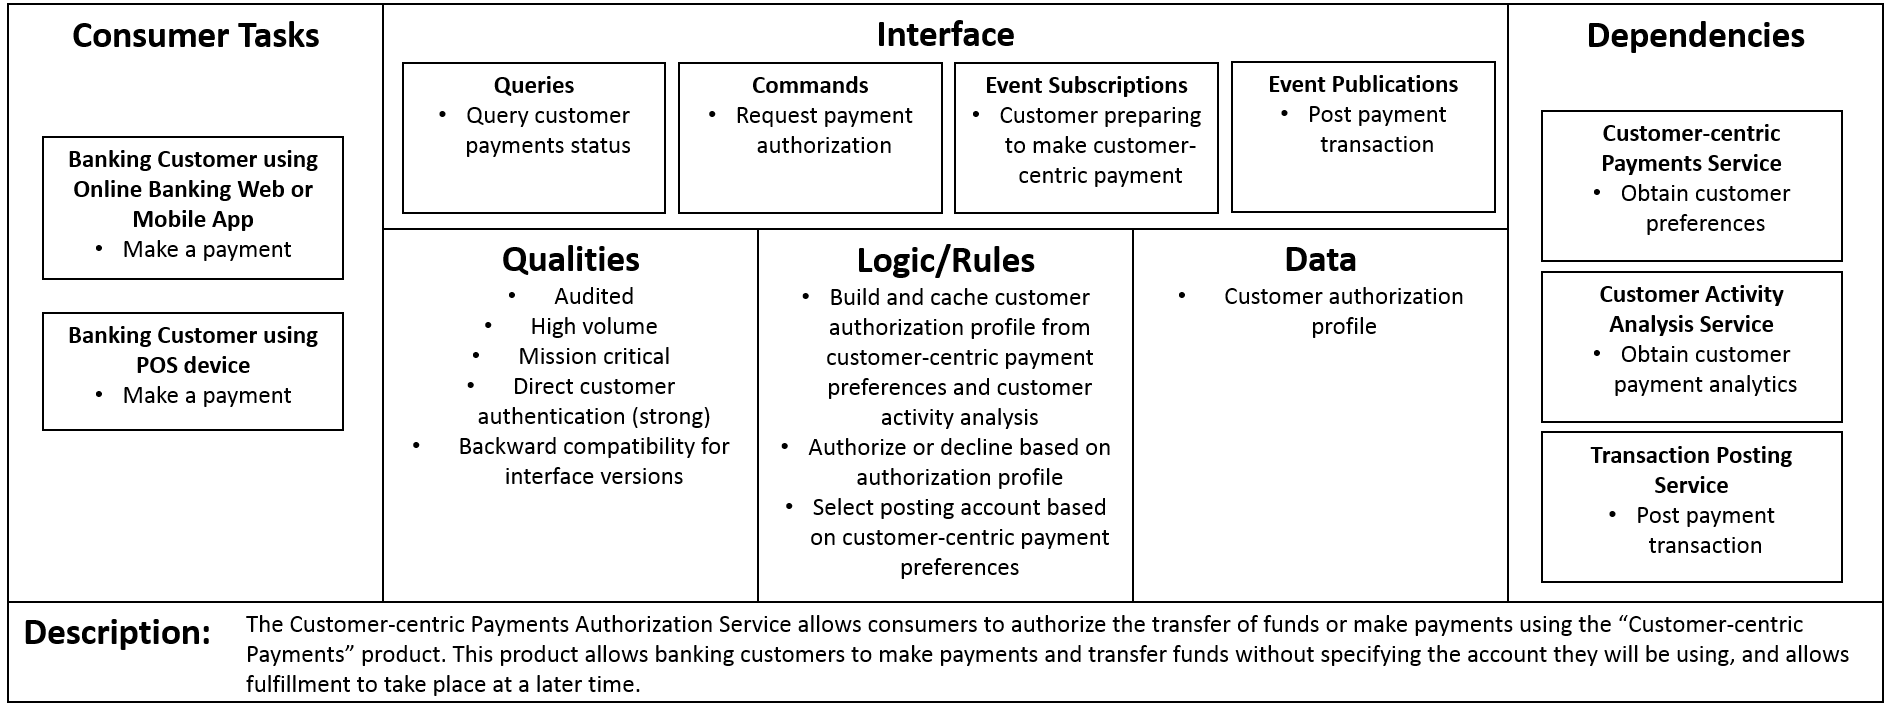 Consumer Tasks
Banking Customer using
Online Banking Web or
Mobile App
• Make a payment
Banking Customer using
POS device
• Make a payment
Interface
Queries
• Query customer
payments status
Commands
• Request payment
authorization
Event Subscriptions
• Customer preparing
to make customer-
centric payment
Event Publications
• Post payment
transaction
Qualities
• Audited
• High volume
• Mission critical
• Direct customer
authentication (strong)
• Backward compatibility for
interface versions
Logic/Rules
• Build and cache customer
authorization profile from
customer-centric payment
preferences and customer
activity analysis
• Authorize or decline based on
authorization profile
• Select posting account based
on customer-centric payment
preferences
Data
• Customer authorization
profile
Dependencies
Customer-centric
Payments Service
• Obtain customer
preferences
Customer Activity
Analysis Service
• Obtain customer
payment analytics
Transaction Posting
Service
• Post payment
transaction
Description:
The Customer-centric Payments Authorization Service allows consumers to authorize the transfer of funds or make payments using the “Customer-centric
Payments” product. This product allows banking customers to make payments and transfer funds without specifying the account they will be using, and allows
fulfillment to take place at a later time.